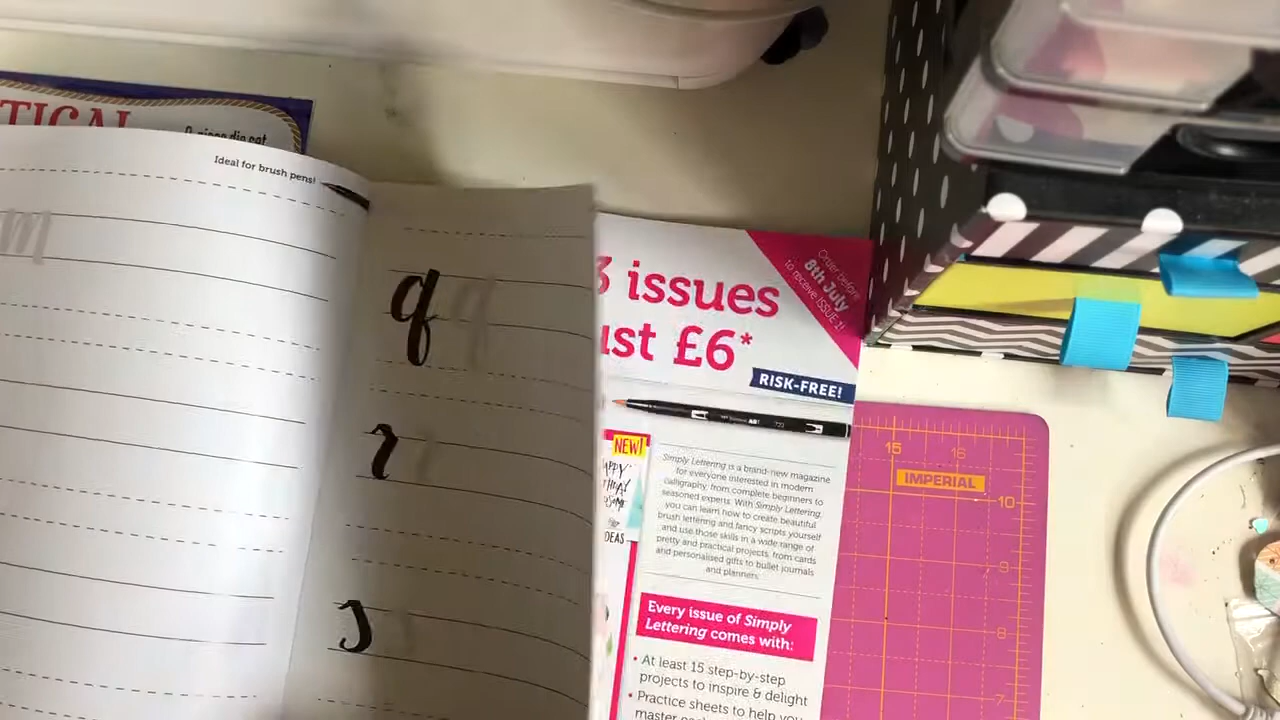 TICAL
Ideal for brush pens!
m
q q
r
s
3 issues
ust £6*
Order before
8th July
to receive ISSUE 1!
RISK-FREE!
NEW!
IDEAS
Simply Lettering is a brand-new magazine
for everyone interested in modern
calligraphy, from complete beginners to
seasoned experts. With Simply Lettering,
you can learn how to create beautiful
brush lettering and fancy scripts yourself
and use those skills in a wide range of
pretty and practical projects, from cards
and personalised gifts to bullet journals
and planners.
Every issue of Simply
Lettering comes with:
• At least 15 step-by-step
projects to inspire & delight
• Practice sheets to help you
master
15 16
IMPERIAL
10
9
8
7